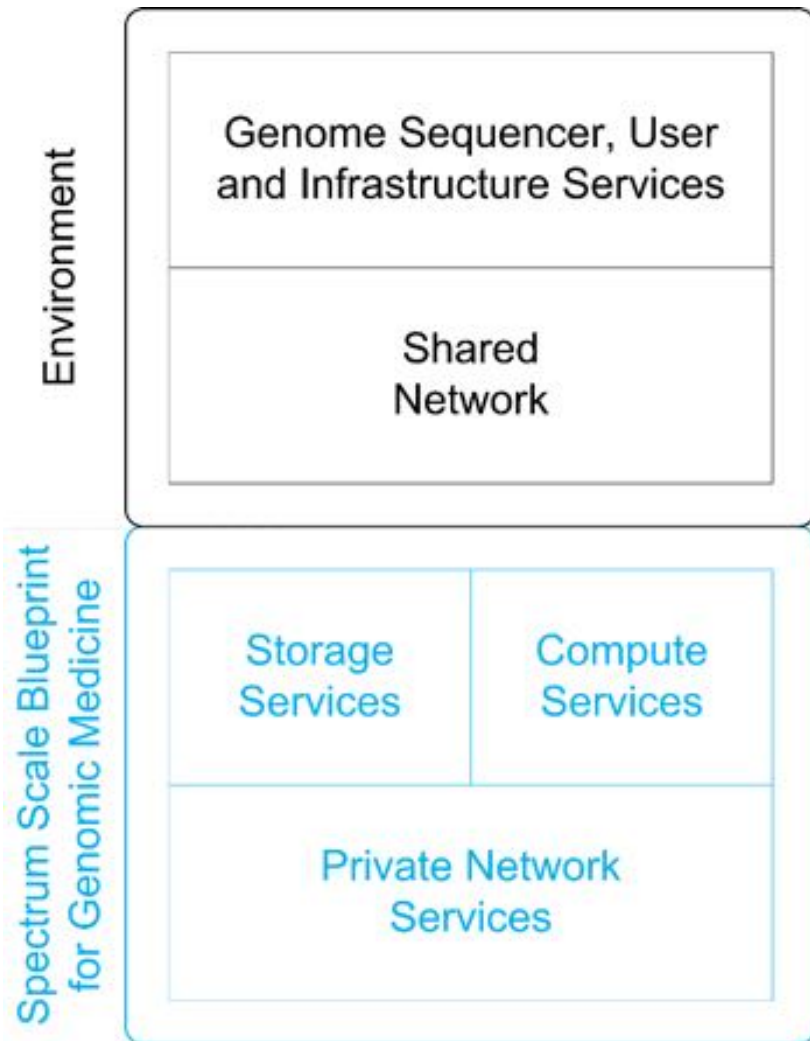 Environment
Genome Sequencer, User
and Infrastructure Services
Shared
Network
Spectrum Scale Blueprint
for Genomic Medicine
Storage
Services
Compute
Services
Private Network
Services